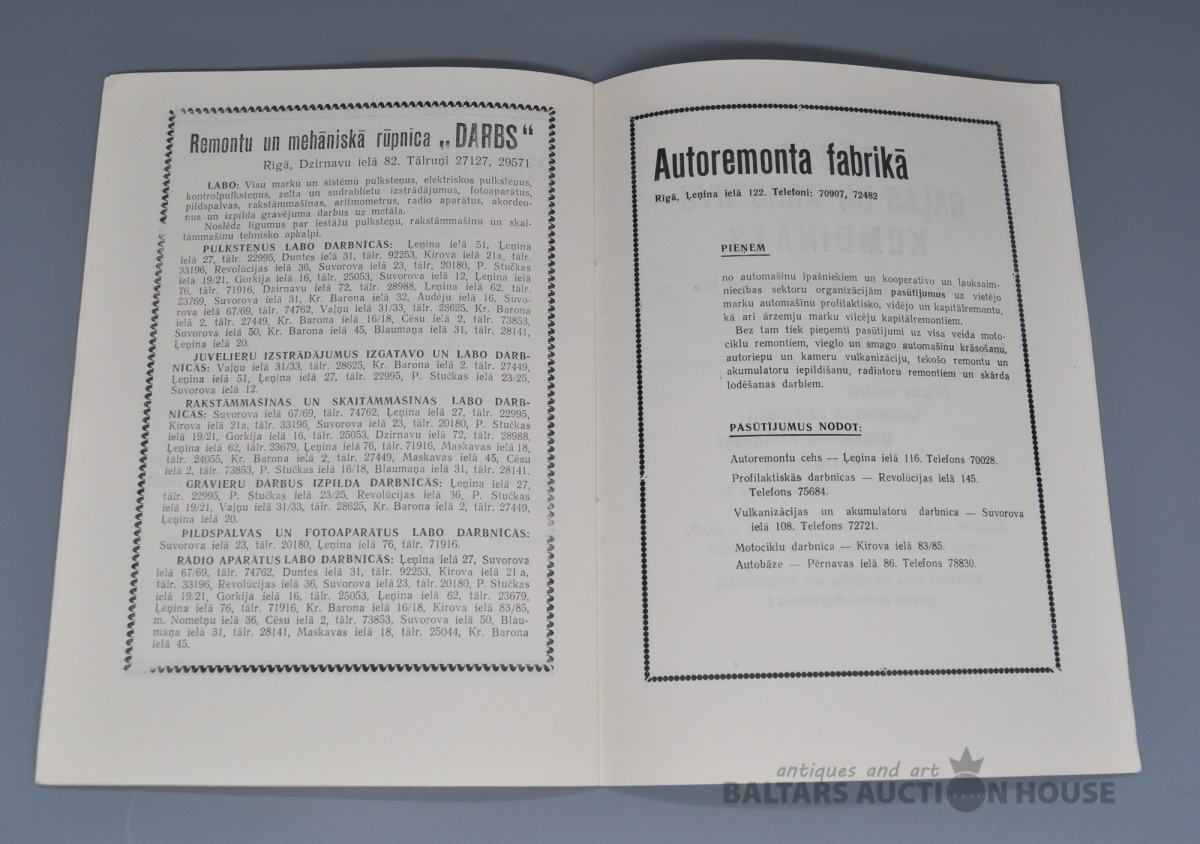 Remontu un mehāniskā rūpnīca „DARBS“
Rīgā, Dzirnavu ielā 82. Tālruņi 27127, 29571
LABO: Visu marku un sistēmu pulksteņus, elektriskos pulksteņus,
kontrolpulksteņus, zelta un sudrablietu izstrādājumus, fotoaparātus,
pildspalvas, rakstāmmašīnas, aritmometrus, radio aparātus, akordeo-
nus un izpilda gravējuma darbus uz metāla.
Noslēdz līgumus par iestāžu pulksteņu, rakstāmmašīnu un skai-
tāmmašīnu tehnisko apkalpi.
PULKSTEŅUS LABO DARBNĪCĀS: Ļeņina ielā 51, Ļeņina
ielā 27, tālr. 22995, Duntes ielā 31, 92253, Kirova ielā 21a, tālr.
33196, Revolūcijas ielā 36, Suvorova ielā 23, tālr, 20180, P. Stučkas
ielā 19/21, Gorkija ielā 16, tālr. 25053, Suvorova ielā 12, Ļeņina ielā
76, tālr. 71916, Dzirnavu ielā 72, tālr. 28988, Ļeņina ielā 62, tālr.
23769, Suvorova ielā 31, Kr. Barona ielā 32, Audēju ielā 16, Suvo-
rova ielā 67/69, tālr. 74762, Vaļņu ielā 31/33, tālr. 28625, Kr. Barona
ielā 2, tālr. 27449, Kr. Barona ielā 16/18, Cēsu ielā 2, tālr. 73853,
Suvorova ielā 50, Kr. Barona ielā 45, Blaumaņa ielā 31, tālr. 28141,
Ļeņina ielā 20.
JUVELIERU IZSTRĀDĀJUMUS IZGATAVO UN LABO DARB-
NĪCĀS: Vaļņu ielā 31/33, tālr. 28625, Kr. Barona ielā 2. tālr. 27449,
Ļeņina ielā 51, Ļeņina ielā 27, tālr. 22995, P. Stučkas ielā 23/25,
Suvorova ielā 12.
RAKSTĀMMAŠĪNAS UN SKAITĀMMAŠĪNAS LABO DARB-
NĪCĀS: Suvorova ielā 67/69, tālr. 74762, Ļeņina ielā 27, tālr. 22995,
Kirova ielā 21a, tālr. 33196, Suvorova ielā 23, tālr. 20180, P. Stučkas
ielā 19/21, Gorkija ielā 16, tālr. 25053, Dzirnavu ielā 72, tālr. 28988,
Ļeņina ielā 62, tālr. 23679, Ļeņina ielā 76, tālr. 71916, Maskavas ielā 18,
tālr. 24055, Kr. Barona ielā 2, tālr. 27449, Maskavas ielā 45, Cēsu
ielā 2, tālr. 73853, P. Stučkas ielā 16/18, Blaumaņa ielā 31, tālr. 28141.
GRAVIERU DARBUS IZPILDA DARBNĪCĀS: Ļeņina ielā 27,
tālr. 22995, P. Stučkas ielā 23/25, Revolūcijas ielā 36, P. Stučkas
ielā 19/21, Vaļņu ielā 31/33, tālr. 28625, Kr. Barona ielā 2, tālr. 27449,
Ļeņina ielā 20.
PILDSPALVAS UN FOTOAPARĀTUS LABO DARBNĪCĀS:
Suvorova ielā 23, tālr. 20180, Ļeņina ielā 76, tālr. 71916.
RADIO APARĀTUS LABO DARBNĪCĀS: Ļeņina ielā 27, Suvorova
ielā 67/69, tālr. 74762, Duntes ielā 31, tālr. 92253, Kirova ielā 21 a,
tālr. 33196, Revolūcijas ielā 36, Suvorova ielā 23, tālr. 20180, P. Stučkas
ielā 19/21, Gorkija ielā 16, tālr. 25053, Ļeņina ielā 62, tālr. 23679,
Ļeņina ielā 76, tālr. 71916, Kr. Barona ielā 16/18, Kirova ielā 83/85,
m. Nometņu ielā 36, Cēsu ielā 2, tālr. 73853, Suvorova ielā 50, Blau-
maņa ielā 31, tālr. 28141, Maskavas ielā 18, tālr. 25044, Kr. Barona
ielā 45.
Autoremonta fabrikā
Rīgā, Ļeņina ielā 122. Telefoni: 70907, 72482
PIEŅEM
no automašīnu īpašniekiem un kooperatīvo un lauksaim-
niecības sektoru organizācijām pasūtījumus uz vietējo
marku automašīnu profilaktisko, vidējo un kapitālremontu,
kā arī ārzemju marku vilcēju kapitālremontiem.
Bez tam tiek pieņemti pasūtījumi uz visa veida moto-
ciklu remontiem, vieglo un smago automašīnu krāsošanu,
autoriepu un kameru vulkanizāciju, tekošo remontu un
akumulatoru iepildīšanu, radiatoru remontiem un skārda
lodēšanas darbiem.
PASŪTĪJUMUS NODOT:
Autoremontu cehs — Ļeņina ielā 116. Telefons 70028.
Profilaktiskās darbnīcas — Revolūcijas ielā 145.
Telefons 75684.
Vulkanizācijas un akumulatoru darbnīca — Suvorova
ielā 108. Telefons 72721.
Motociklu darbnīca — Kirova ielā 83/85.
Autobāze — Pērnavas ielā 86. Telefons 78830.
antiques and art
BALTARS AUCTION HOUSE